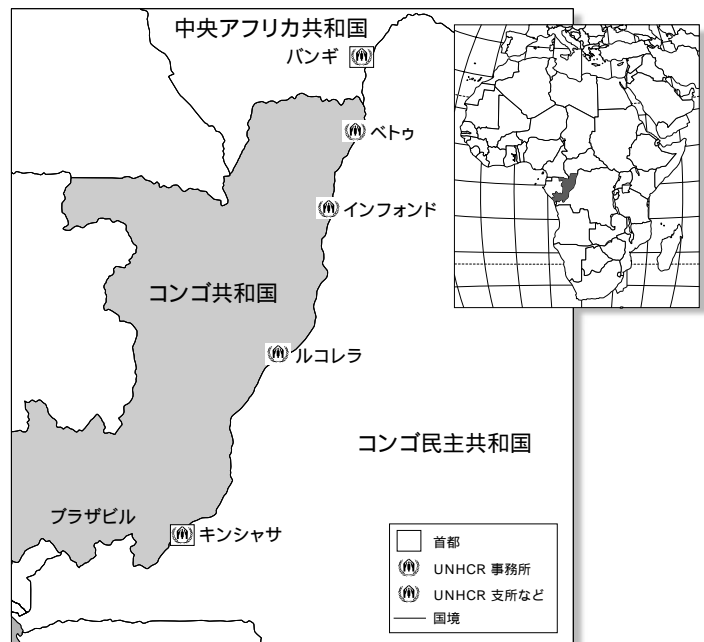 中央アフリカ共和国
バンギ
ベトゥ
インフォンド
コンゴ共和国
ルコレラ
コンゴ民主共和国
ブラザビル
キンシャサ
首都
UNHCR 事務所
UNHCR 支所など
国境